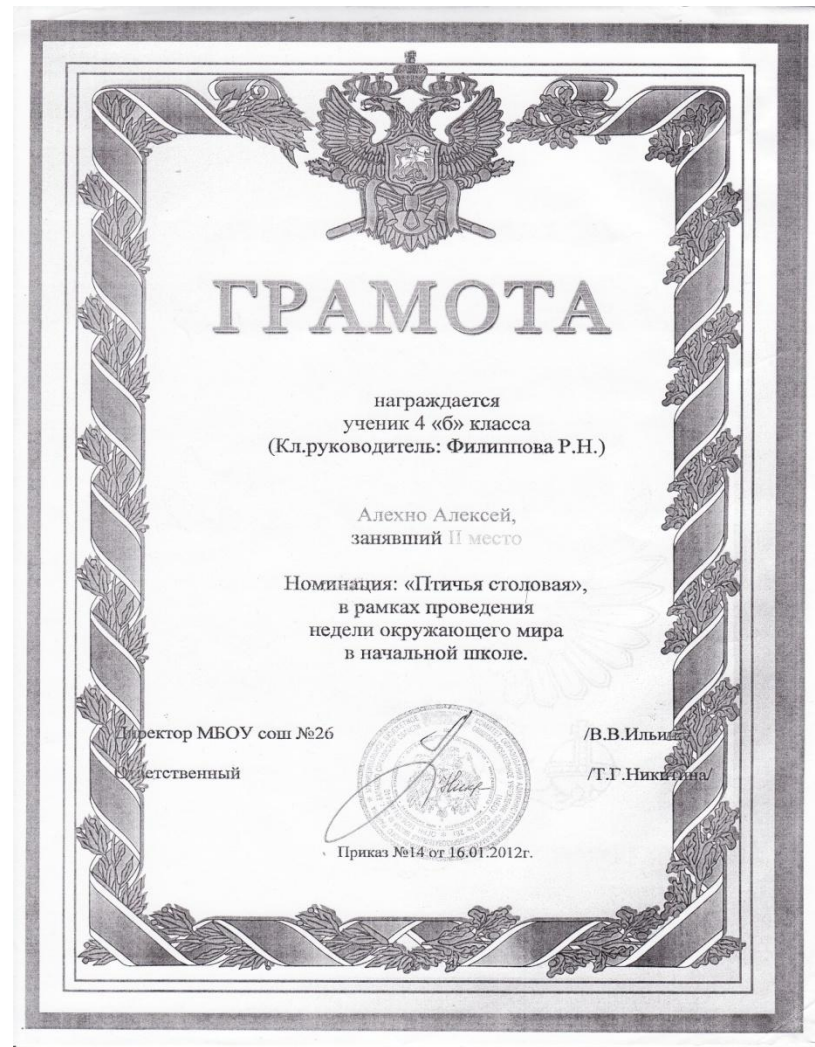 ГРАМОТА
награждается
ученик 4 «б» класса
(Кл.руководитель: Филиппова Р.Н.)
Алехно Алексей,
занявший II место
Номинация: «Птичья столовая»,
в рамках проведения
недели окружающего мира
в начальной школе.
Директор МБОУ сош №26 /В.В.Ильин
Ответственный /Т.Г.Никитина/
Приказ №14 от 16.01.2012г.